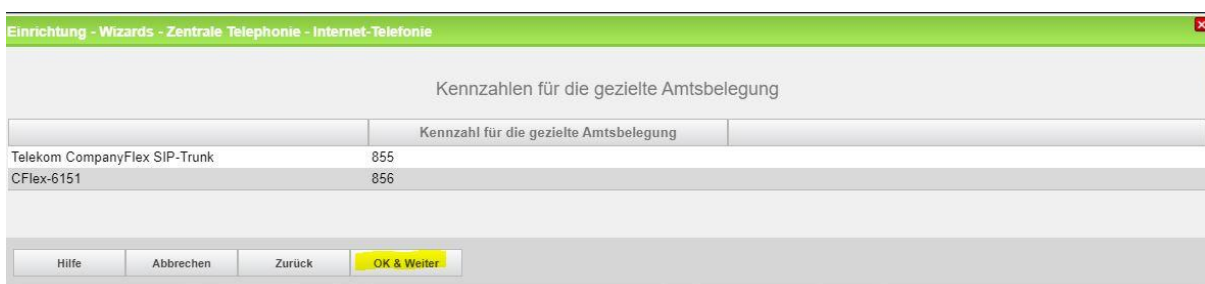 Einrichtung - Wizards - Zentrale Telephonie - Internet-Telefonie
Kennzahlen für die gezielte Amtsbelegung
Kennzahl für die gezielte Amtsbelegung
Telekom CompanyFlex SIP-Trunk 855
CFlex-6151 856
Hilfe Abbrechen Zurück OK & Weiter